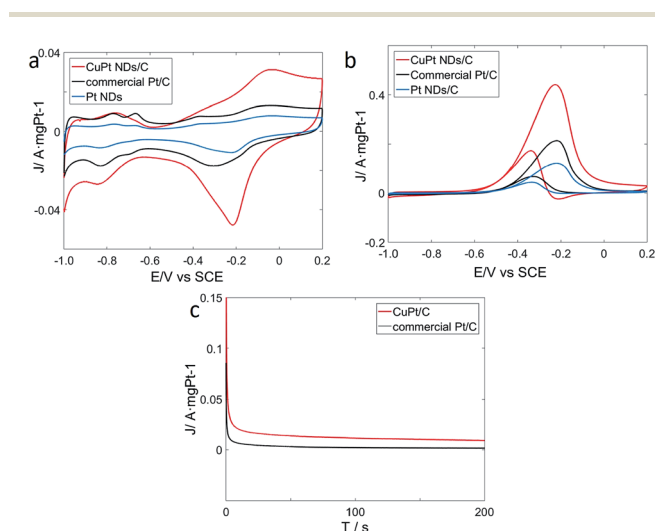 a
CuPt NDs/C
commercial Pt/C
Pt NDs
0.04
0
-0.04
J/ A·mgPt-1
-1.0 -0.8 -0.6 -0.4 -0.2 0 0.2
E/V vs SCE
b
CuPt NDs/C
Commercial Pt/C
Pt NDs/C
0.4
0
-0.2
J/ A·mgPt-1
-1.0 -0.8 -0.6 -0.4 -0.2 0 0.2
E/V vs SCE
c
CuPt/C
commercial Pt/C
0.15
0.1
0.05
0
J/ A·mgPt-1
0 100 200
T / s